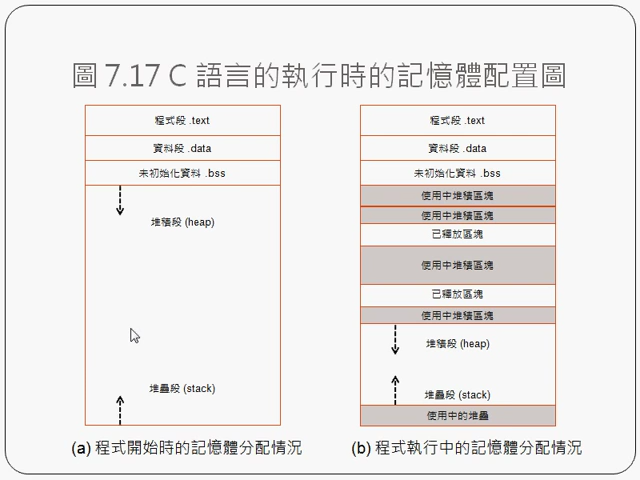 圖 7.17 C 語言的執行時的記憶體配置圖
程式段 .text
資料段 .data
未初始化資料 .bss
堆積段 (heap)
堆疊段 (stack)
(a) 程式開始時的記憶體分配情況
程式段 .text
資料段 .data
未初始化資料 .bss
使用中堆積區塊
使用中堆積區塊
已釋放區塊
使用中堆積區塊
已釋放區塊
使用中堆積區塊
堆積段 (heap)
堆疊段 (stack)
使用中的堆疊
(b) 程式執行中的記憶體分配情況